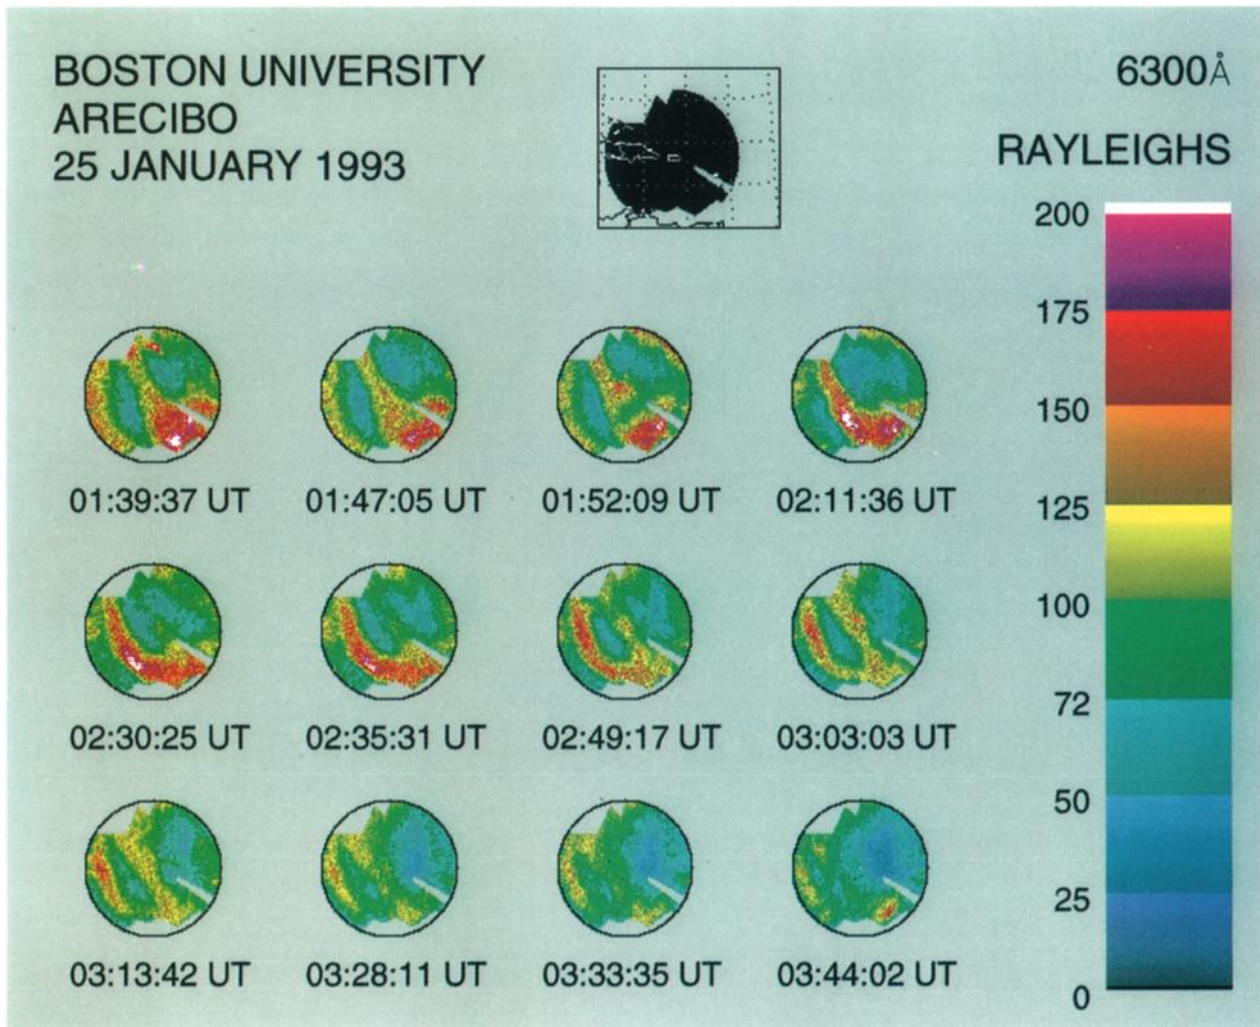 BOSTON UNIVERSITY
ARECIBO
25 JANUARY 1993
6300Å
RAYLEIGHS
200
175
150
125
100
72
50
25
0
01:39:37 UT
01:47:05 UT
01:52:09 UT
02:11:36 UT
02:30:25 UT
02:35:31 UT
02:49:17 UT
03:03:03 UT
03:13:42 UT
03:28:11 UT
03:33:35 UT
03:44:02 UT